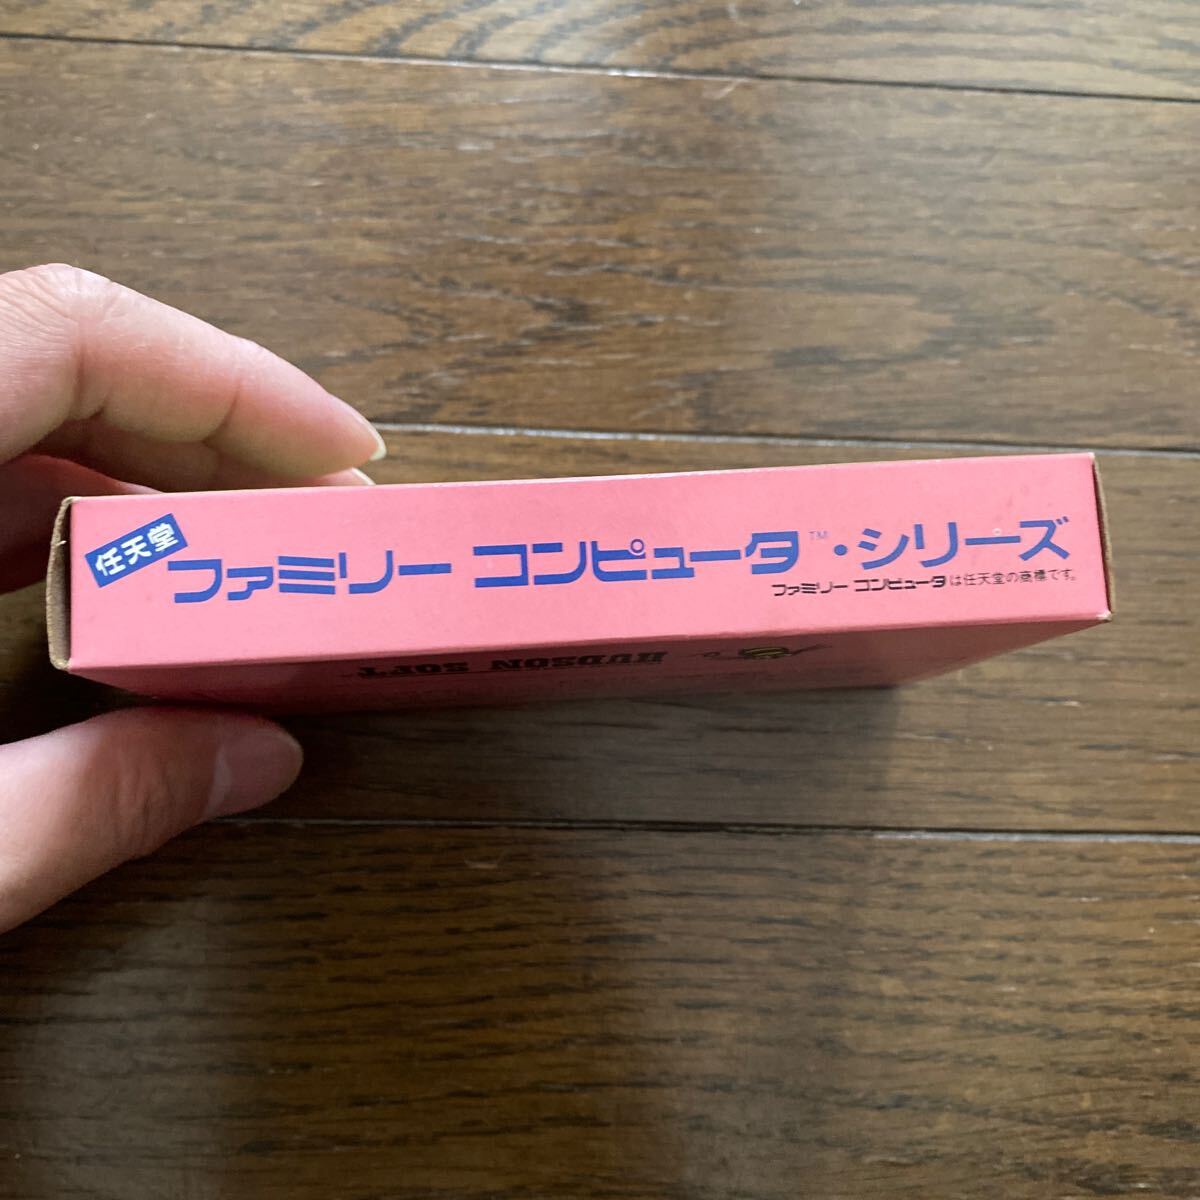 任天堂
ファミリー コンピュータ™・シリーズ
ファミリー コンピュータは任天堂の商標です。
HUDSON SOFT